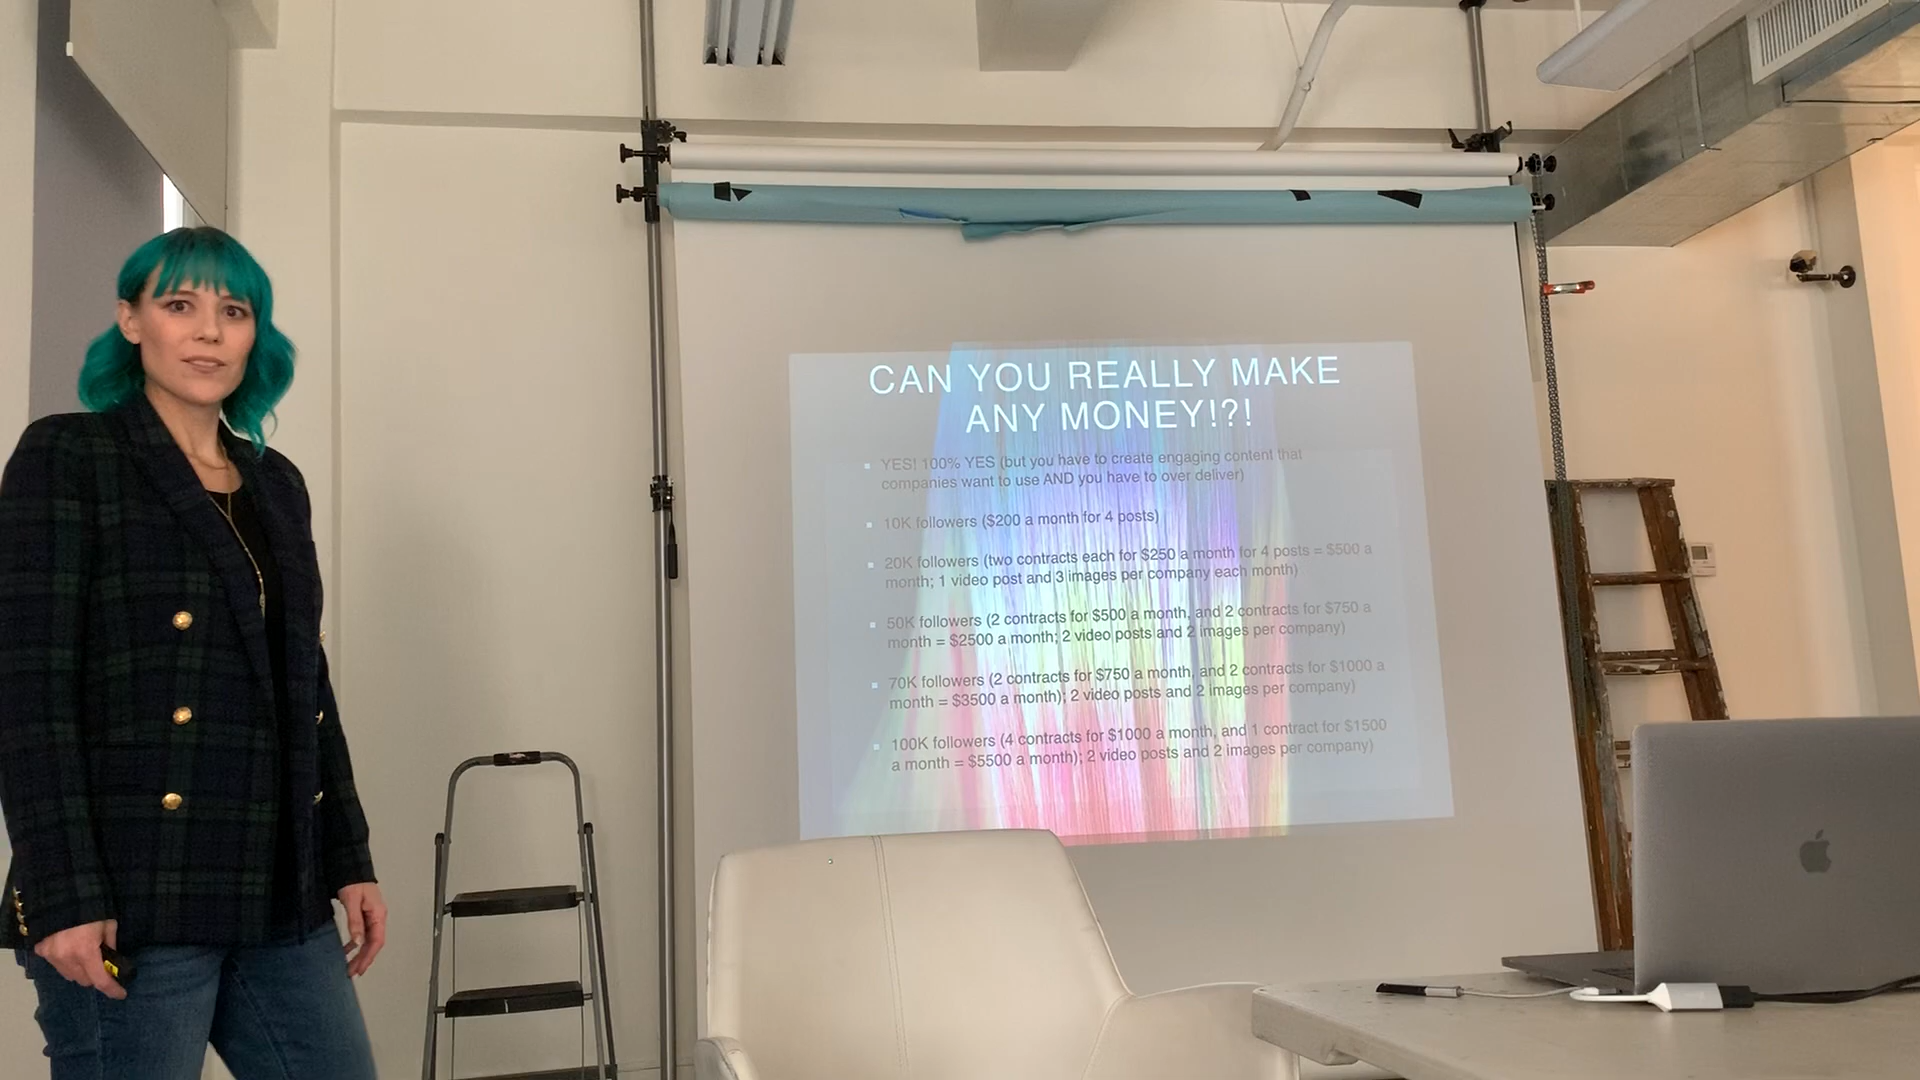 CAN YOU REALLY MAKE
ANY MONEY!?!
YES! 100% YES (but you have to create engaging content that
companies want to use AND you have to over deliver)
10K followers ($200 a month for 4 posts)
20K followers (two contracts each for $250 a month for 4 posts = $500 a
month; 1 video post and 3 images per company each month)
50K followers (2 contracts for $500 a month, and 2 contracts for $750 a
month = $2500 a month; 2 video posts and 2 images per company)
70K followers (2 contracts for $750 a month, and 2 contracts for $1000 a
month = $3500 a month); 2 video posts and 2 images per company)
100K followers (4 contracts for $1000 a month, and 1 contract for $1500
a month = $5500 a month); 2 video posts and 2 images per company)